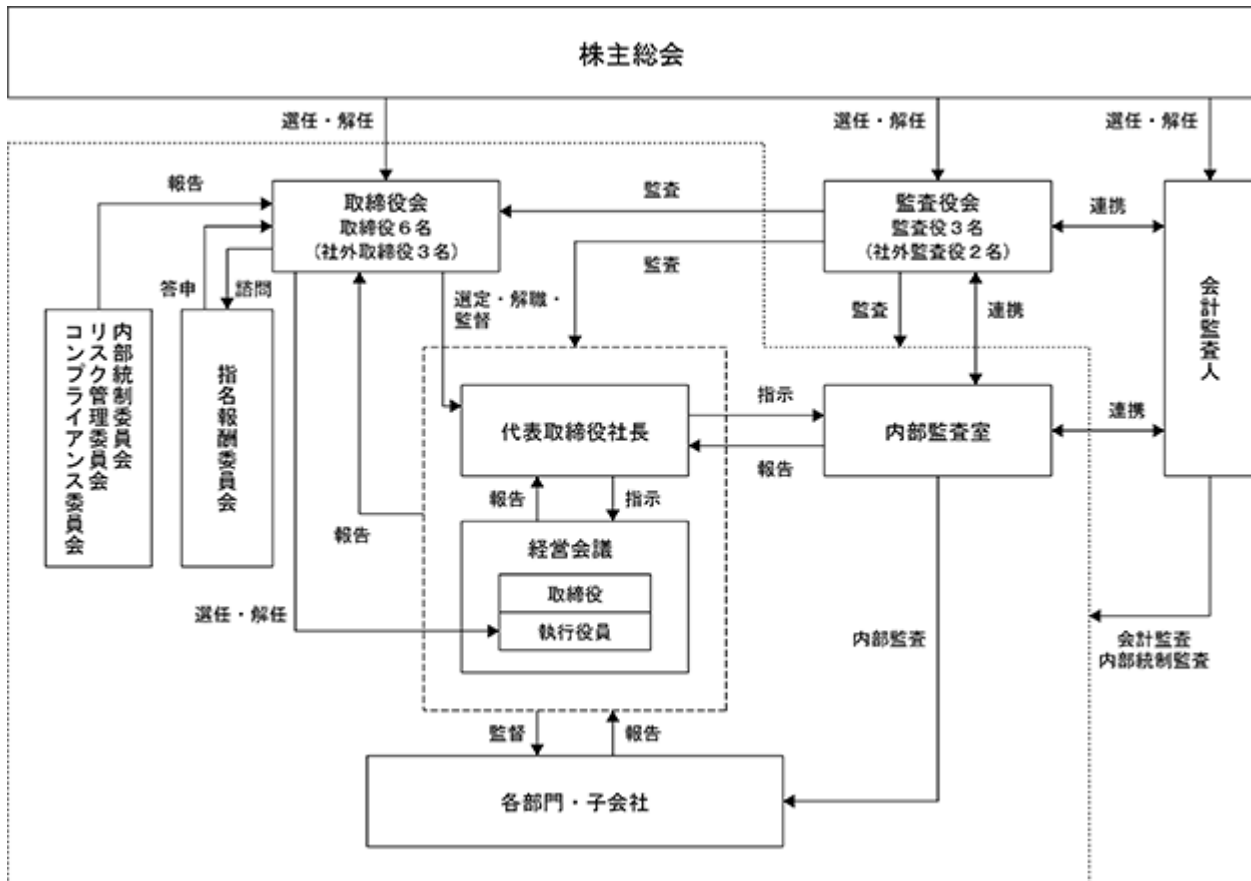 株主総会
選任・解任
選任・解任
選任・解任
報告
取締役会
取締役6名
(社外取締役3名)
監査
監査役会
監査役3名
(社外監査役2名)
連携
監査
答申
諮問
選定・解職・
監督
監査
連携
会計監査人
内部統制委員会
リスク管理委員会
コンプライアンス委員会
指名報酬委員会
代表取締役社長
指示
報告
内部監査室
連携
報告
指示
報告
経営会議
取締役
執行役員
選任・解任
内部監査
会計監査
内部統制監査
監督
報告
各部門・子会社